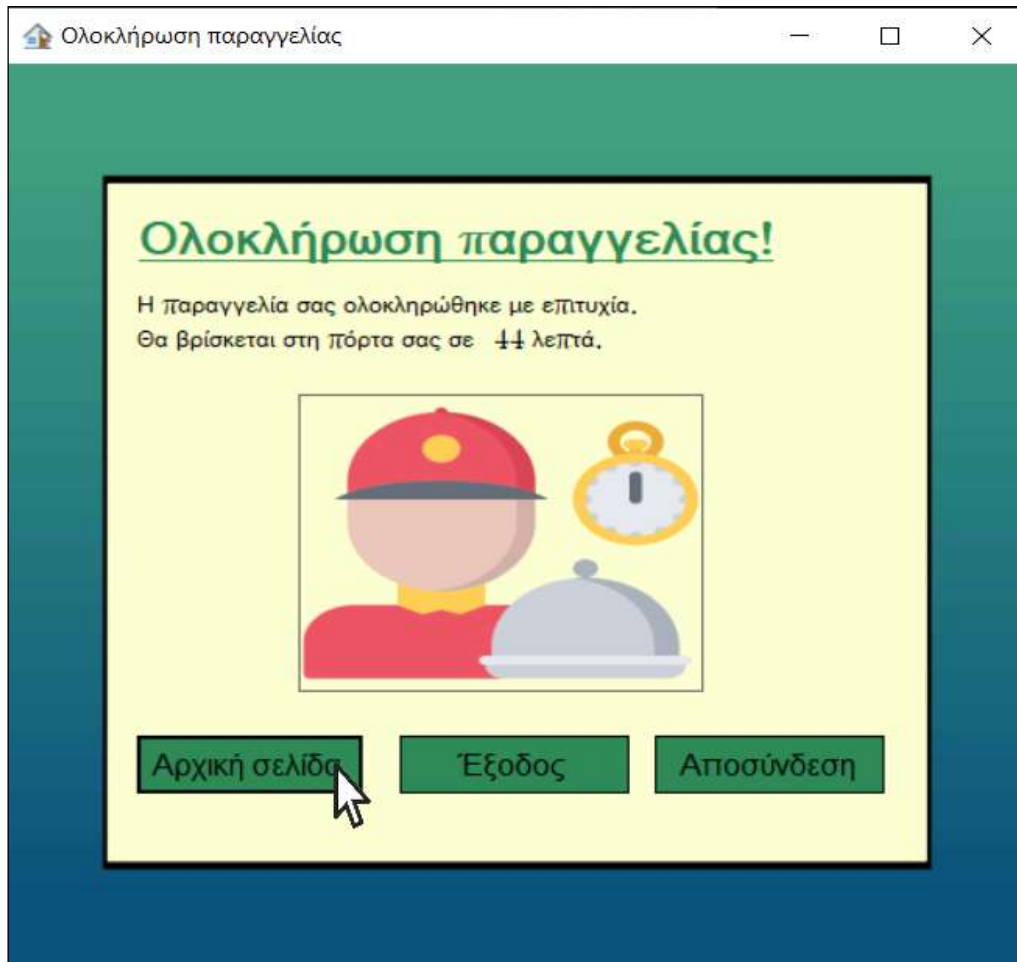 Ολοκλήρωση παραγγελίας
Ολοκλήρωση παραγγελίας!
Η παραγγελία σας ολοκληρώθηκε με επιτυχία.
Θα βρίσκεται στη πόρτα σας σε 44 λεπτά.
Αρχική σελίδα Έξοδος Αποσύνδεση